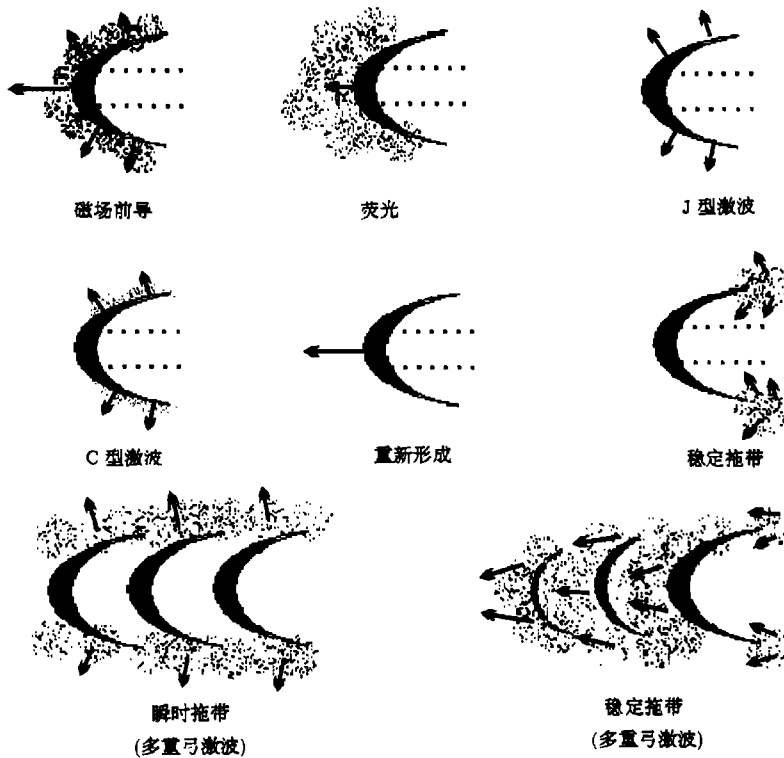 磁场前导
荧光
J 型激波
C 型激波
重新形成
稳定拖带
瞬时拖带
(多重弓激波)
稳定拖带
(多重弓激波)